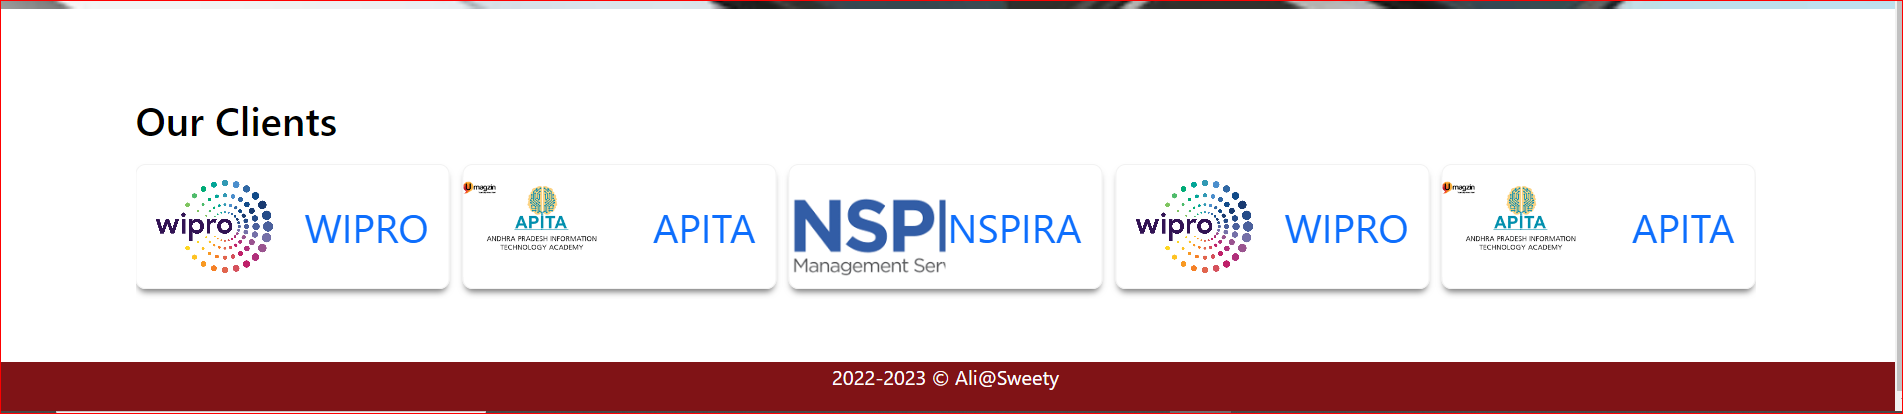 Our Clients
wipro
WIPRO
magzin
APITA
ANDHRA PRADESH INFORMATION
TECHNOLOGY ACADEMY
APITA
NSPI
Management Ser
NSPIRA
wipro
WIPRO
magzin
APITA
ANDHRA PRADESH INFORMATION
TECHNOLOGY ACADEMY
APITA
2022-2023 © Ali@Sweety